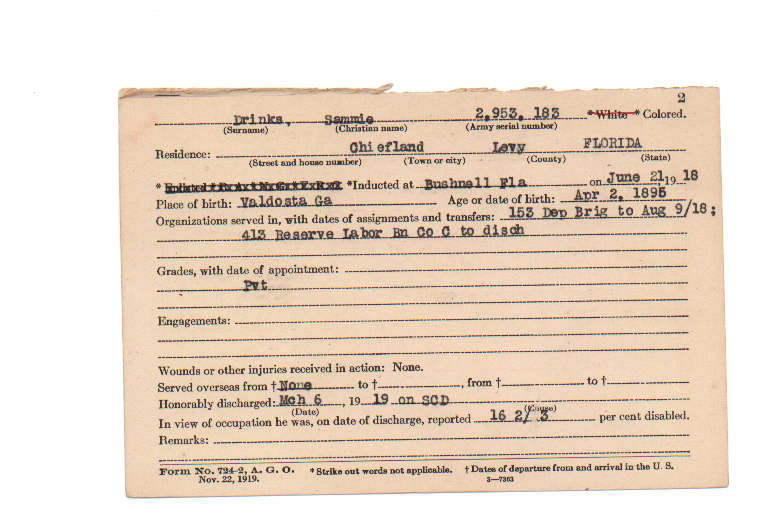 2
Drinks, Sammie 2,953,183 *White* Colored.
(Surname) (Christian name) (Army serial number)
Residence: Chiefland Levy FLORIDA
(Street and house number) (Town or city) (County) (State)
* *Inducted at Bushnell Fla on June 21, 19 18
Place of birth: Valdosta Ga Age or date of birth: Apr 2, 1895
Organizations served in, with dates of assignments and transfers: 153 Dep Brig to Aug 9/18;
413 Reserve Labor Bn Co C to disch
Grades, with date of appointment:
Pvt
Engagements:
Wounds or other injuries received in action: None.
Served overseas from † None to †, from † to †
Honorably discharged: Mch 6, 19 19 on SCD
(Date) (Cause)
In view of occupation he was, on date of discharge, reported 16 2/3 per cent disabled.
Remarks:
Form No. 724-2, A. G. O. *Strike out words not applicable. †Dates of departure from and arrival in the U. S.
Nov. 22, 1919. 3—7363